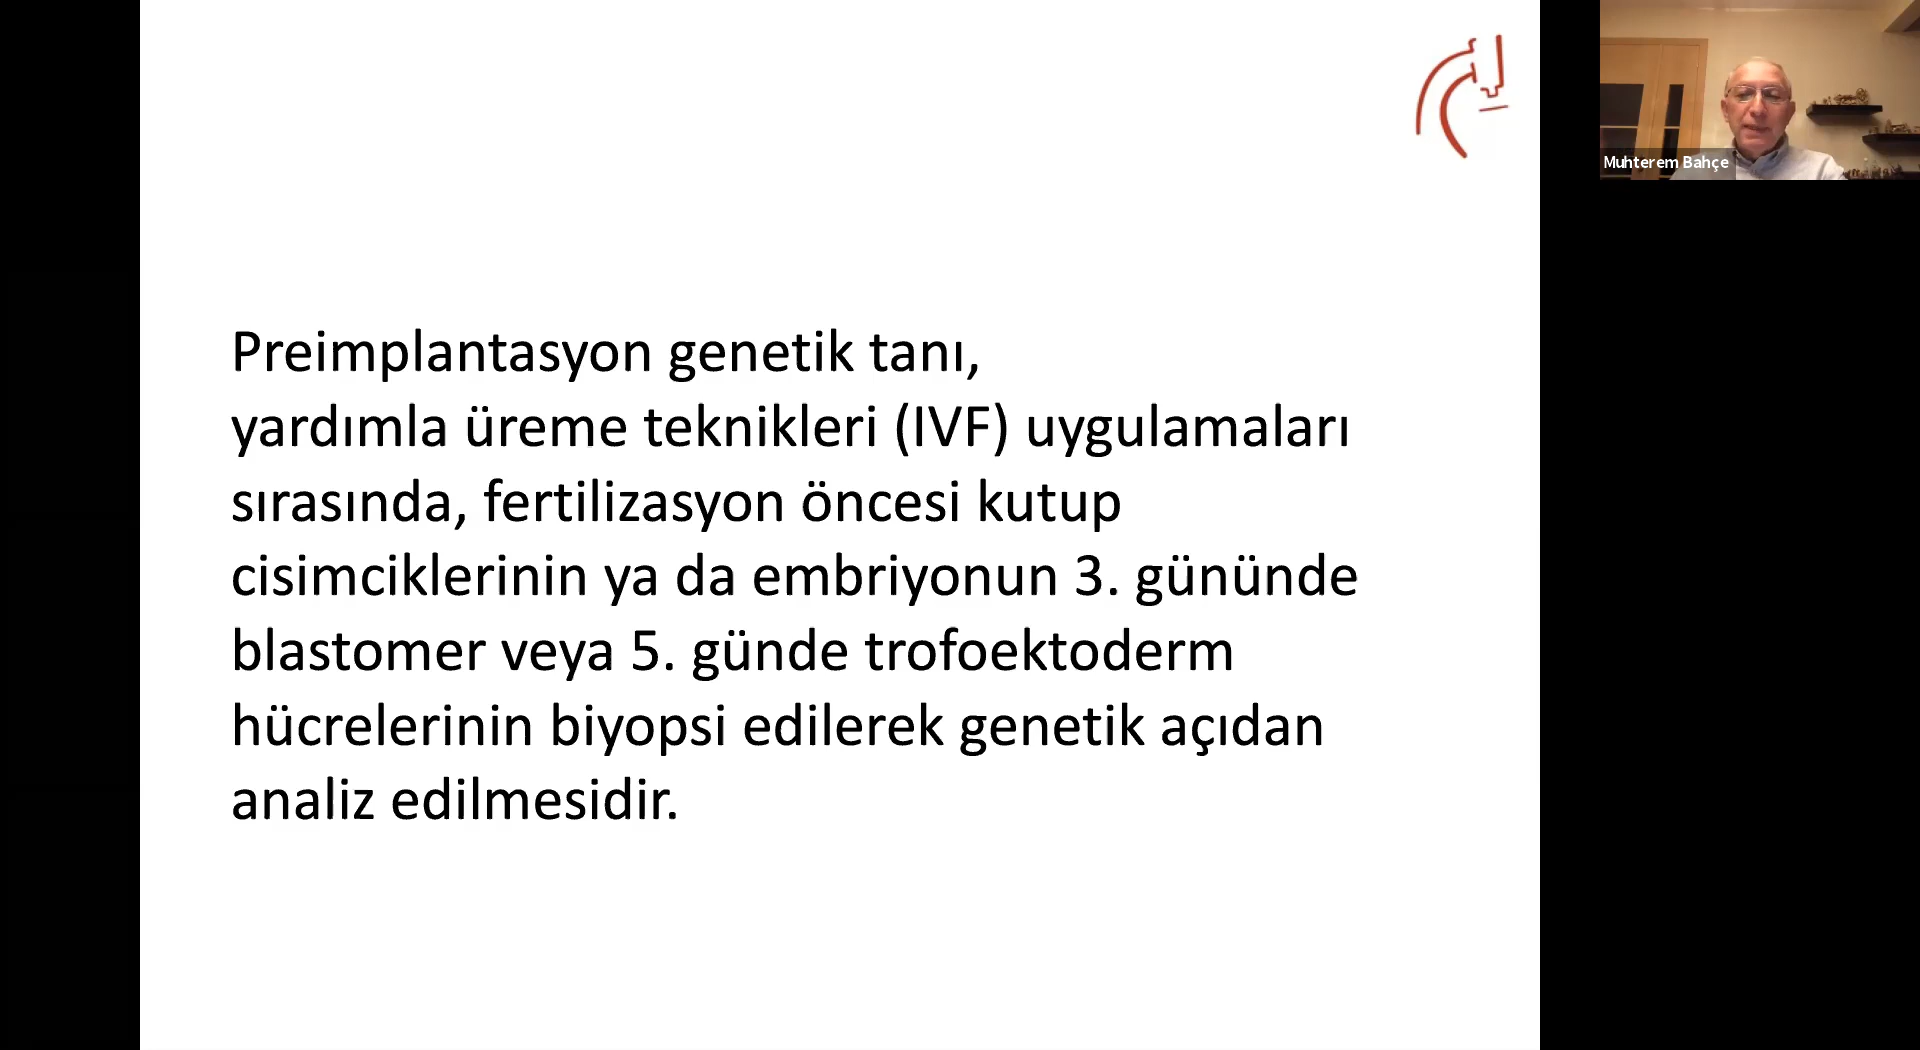 Preimplantasyon genetik tanı,
yardımla üreme teknikleri (IVF) uygulamaları
sırasında, fertilizasyon öncesi kutup
cisimciklerinin ya da embriyonun 3. gününde
blastomer veya 5. günde trofoektoderm
hücrelerinin biyopsi edilerek genetik açıdan
analiz edilmesidir.
Muhterem Bahçe